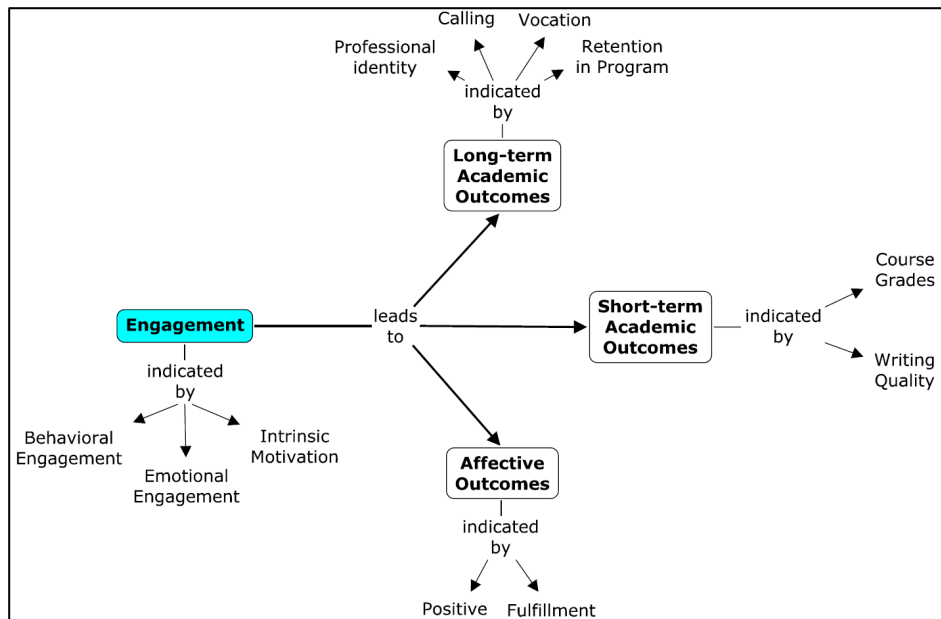 Calling
Vocation
Professional
identity
Retention
in Program
indicated
by
Long-term
Academic
Outcomes
Engagement
leads
to
Short-term
Academic
Outcomes
indicated
by
Course
Grades
Writing
Quality
indicated
by
Behavioral
Engagement
Emotional
Engagement
Intrinsic
Motivation
Affective
Outcomes
indicated
by
Positive
Fulfillment